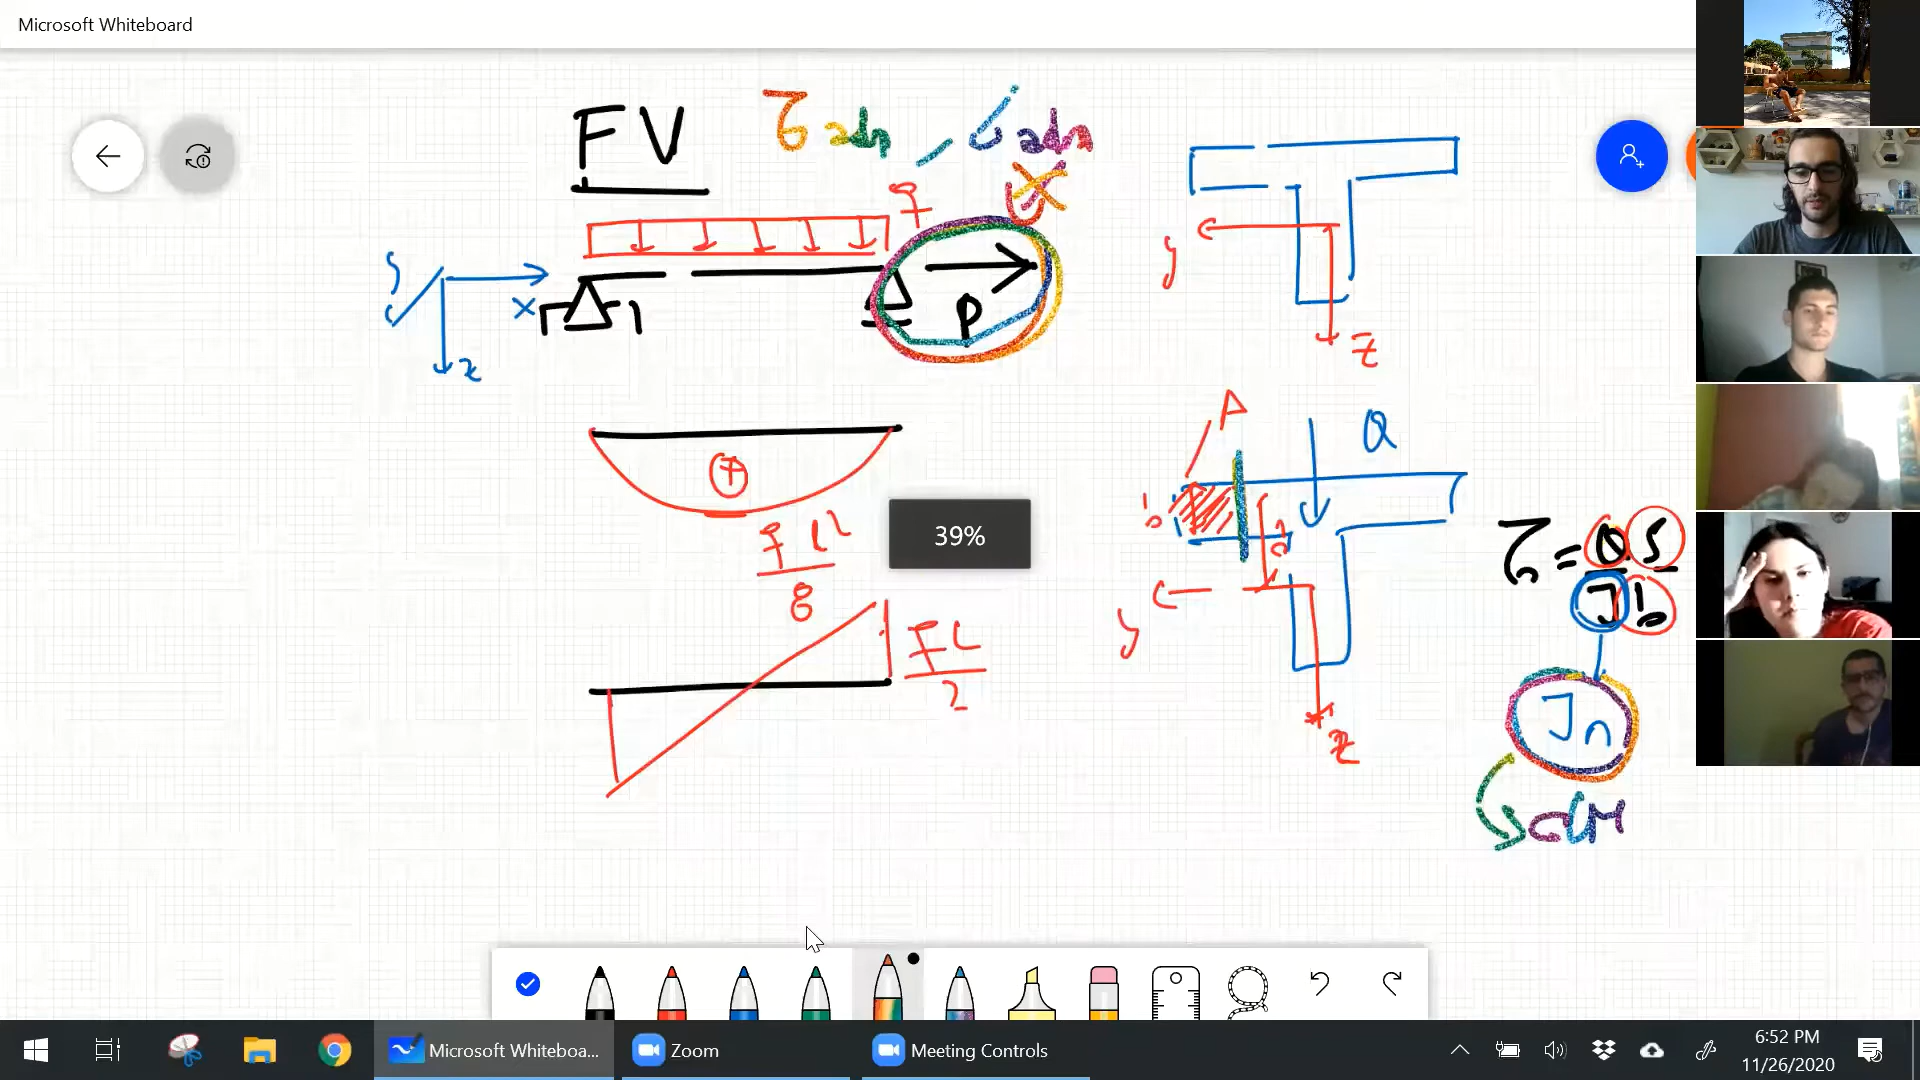 Microsoft Whiteboard
FV
τ adm , σ adm
q
x
z
P
y
z
A
Q
b
d
+
q l²
8
39%
τ = Q S
J b
y
q L
2
z
Jn
Microsoft Whiteboa...
Zoom
Meeting Controls
6:52 PM
11/26/2020